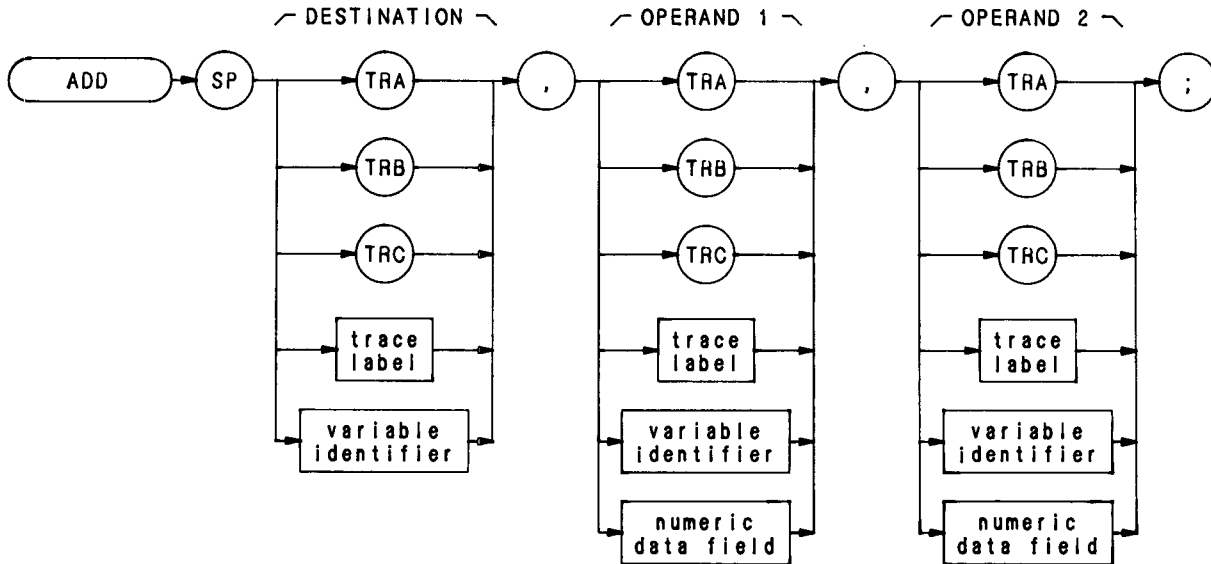 DESTINATION OPERAND 1 OPERAND 2
ADD SP TRA , TRA , TRA ;
TRB TRB TRB
TRC TRC TRC
trace trace trace
label label label
variable variable variable
identifier identifier identifier
numeric numeric
data field data field